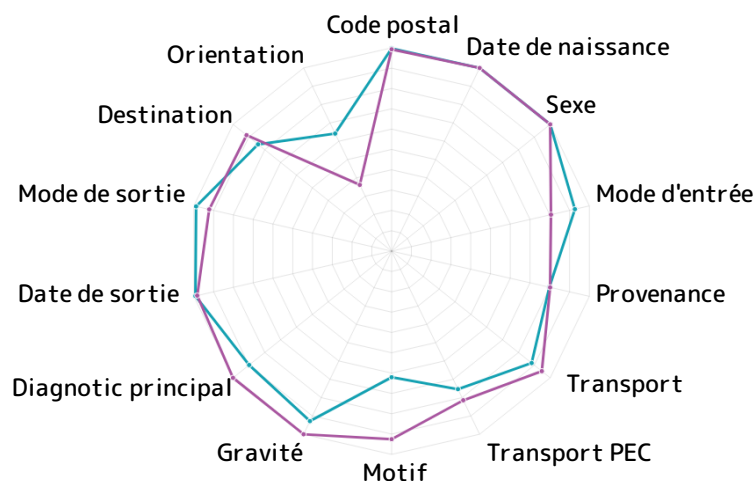 Code postal
Date de naissance
Sexe
Mode d'entrée
Provenance
Transport
Transport PEC
Motif
Gravité
Diagnotic principal
Date de sortie
Mode de sortie
Destination
Orientation